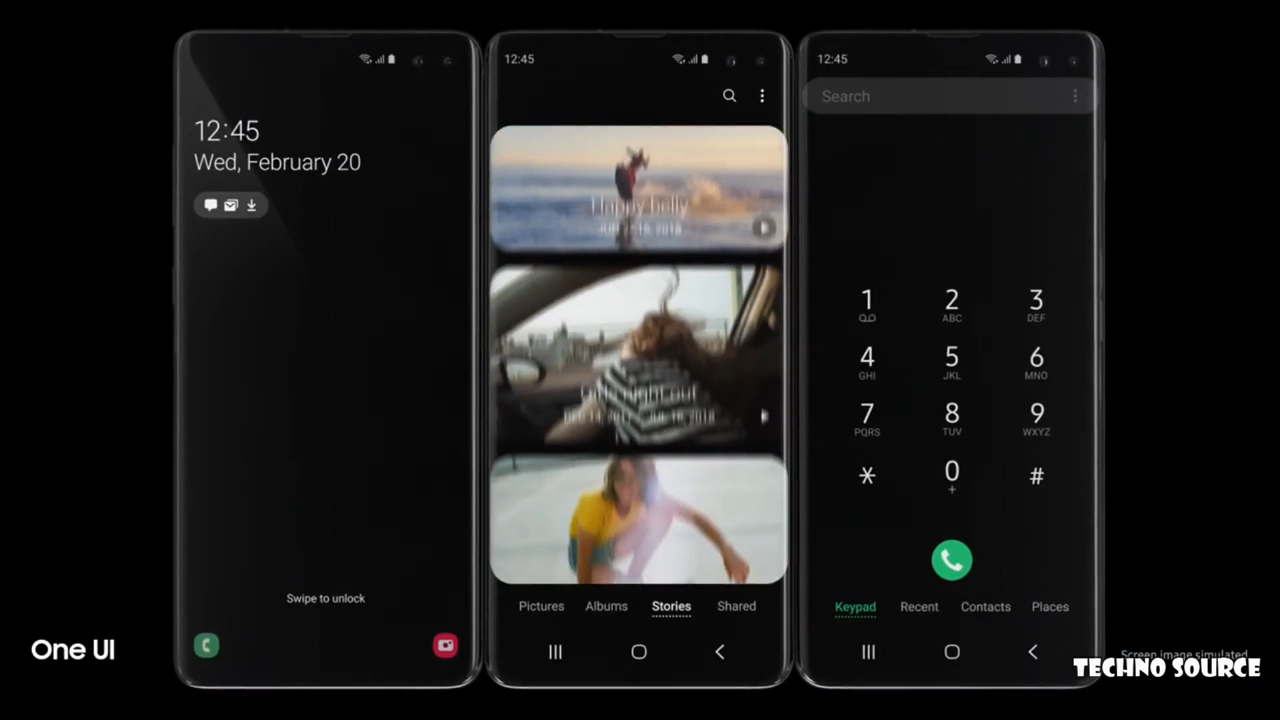 12:45
Wed, February 20
Swipe to unlock
12:45
Happy belly
Pictures Albums Stories Shared
12:45
Search
1 2 3
ABC DEF
4 5 6
GHI JKL MNO
7 8 9
PQRS TUV WXYZ
* 0 #
+
Keypad Recent Contacts Places
One UI
Screen image simulated
TECHNO SOURCE